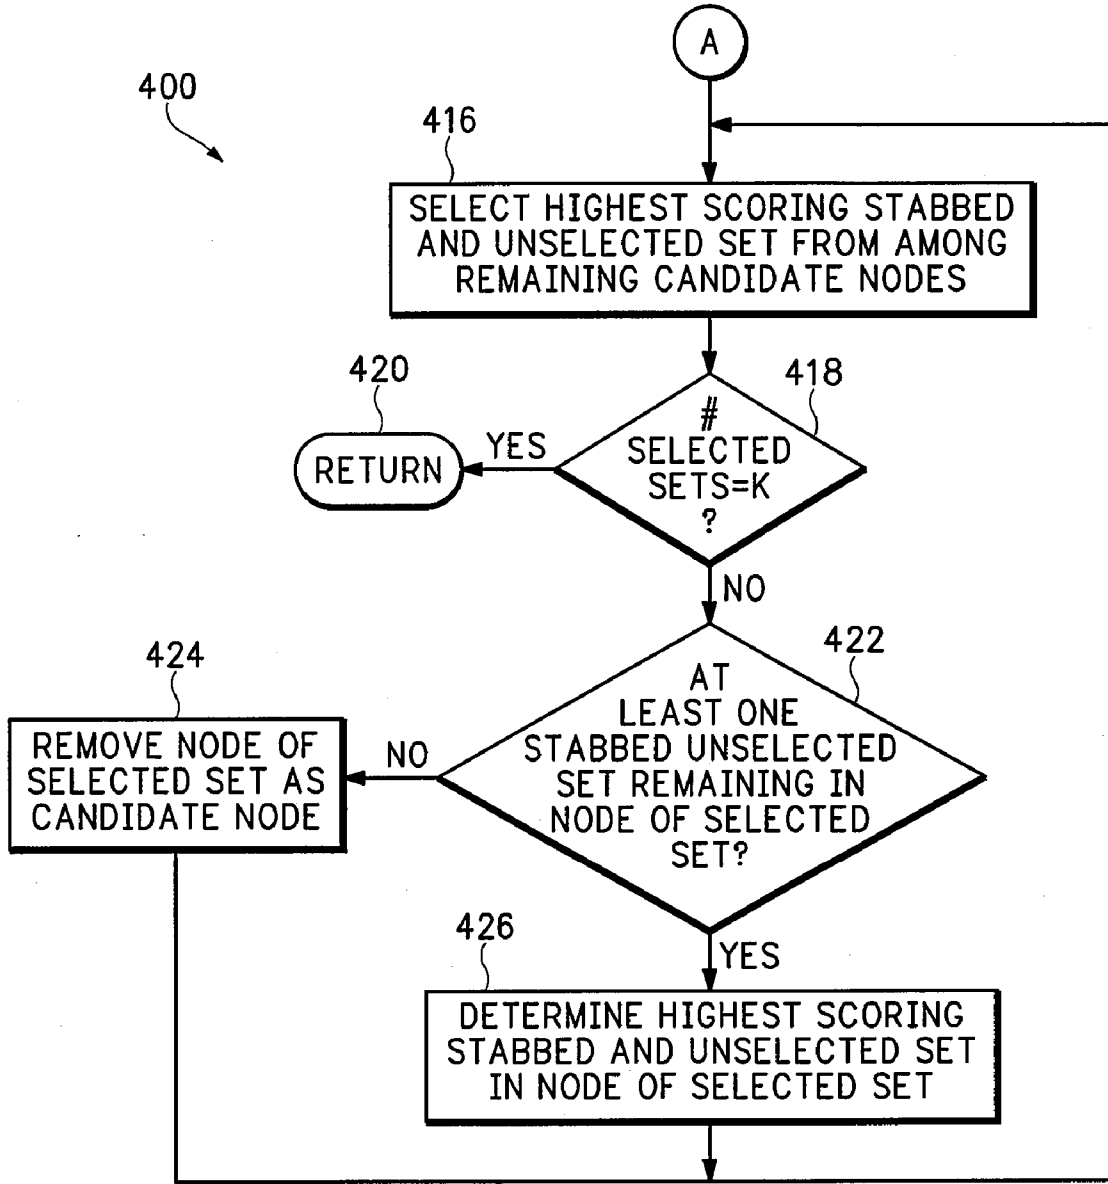 A
400
416
SELECT HIGHEST SCORING STABBED
AND UNSELECTED SET FROM AMONG
REMAINING CANDIDATE NODES
420
418
#
SELECTED
SETS=K
?
YES
RETURN
NO
422
424
AT
LEAST ONE
STABBED UNSELECTED
SET REMAINING IN
NODE OF SELECTED
SET?
NO
REMOVE NODE OF
SELECTED SET AS
CANDIDATE NODE
426
YES
DETERMINE HIGHEST SCORING
STABBED AND UNSELECTED SET
IN NODE OF SELECTED SET